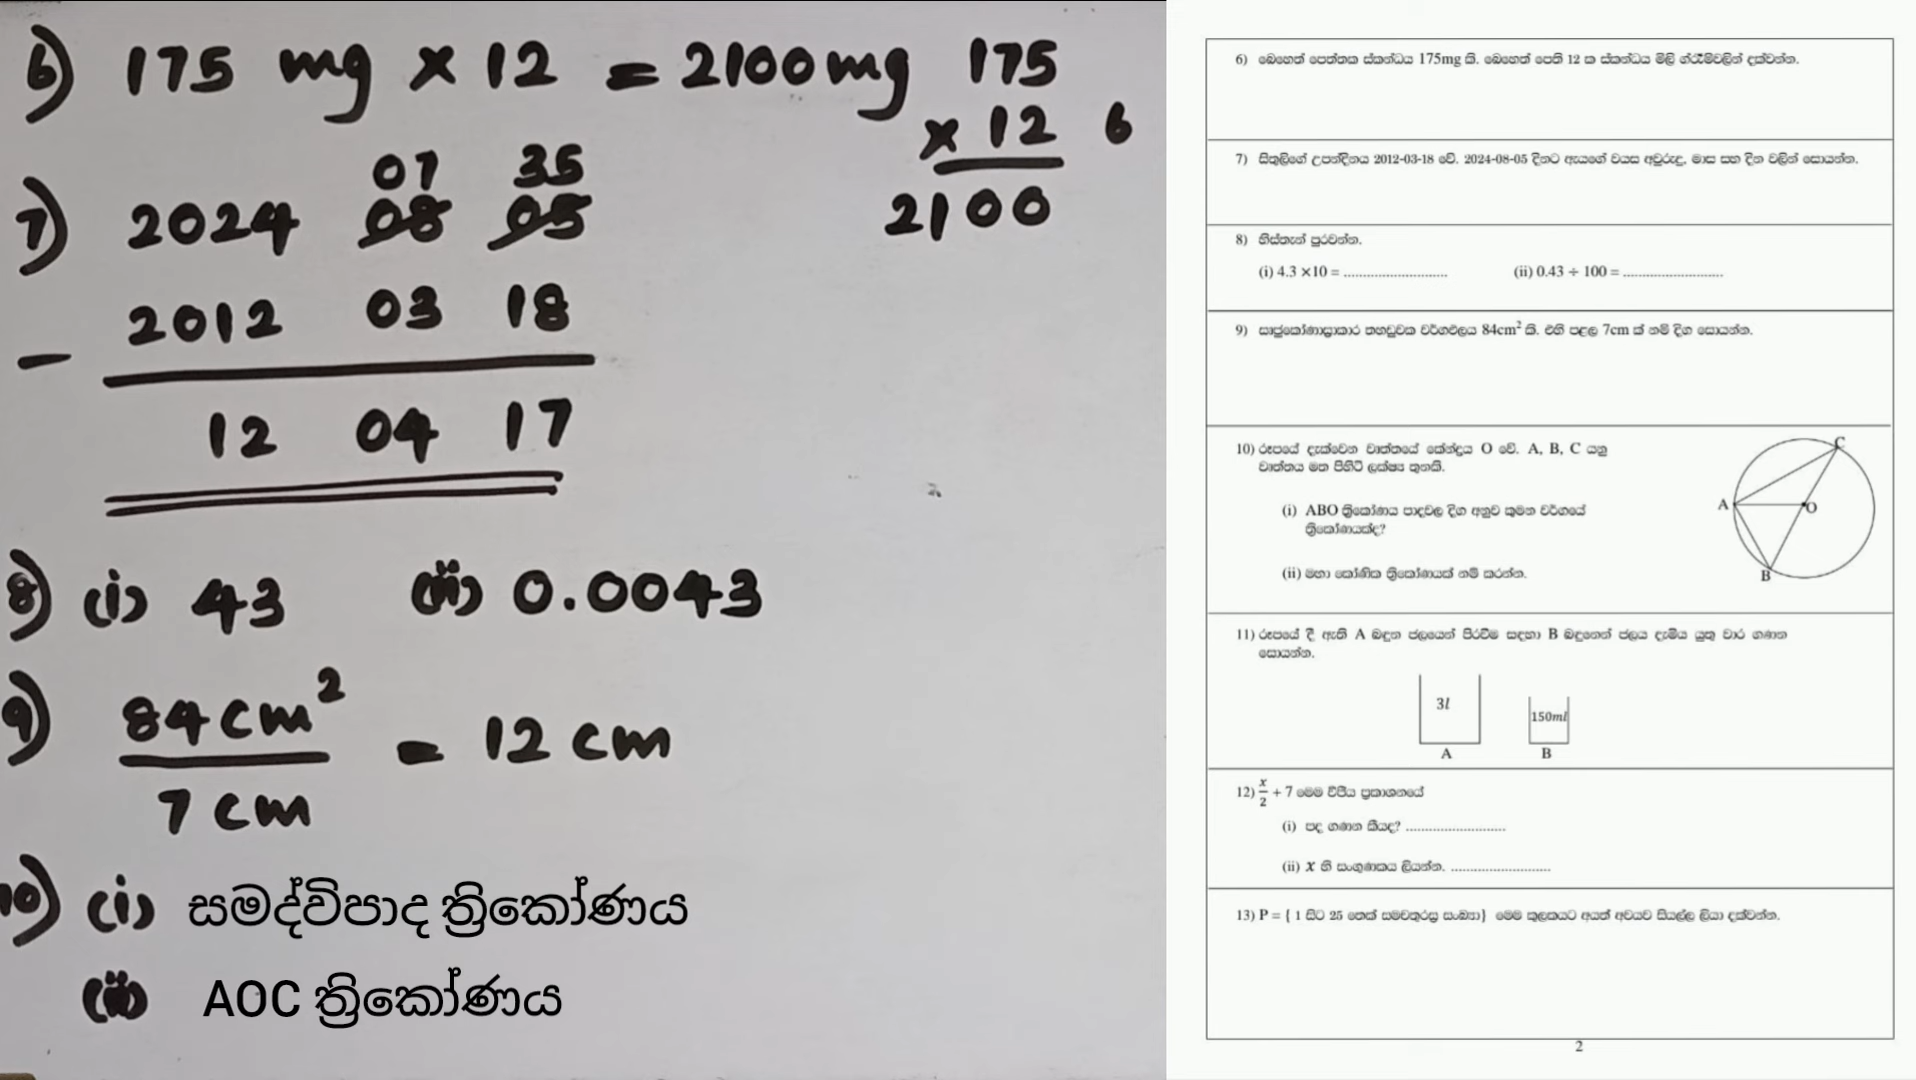 6) 175 mg × 12 = 2100 mg
175
× 12 6
2100
07 35
7) 2024 08 05
2012 03 18
−
12 04 17
8) (i) 43 (ii) 0.0043
9) 84 cm² = 12 cm
7 cm
10) (i) සමද්විපාද ත්‍රිකෝණය
(ii) AOC ත්‍රිකෝණය
6) බෙහෙත් පෙත්තක ස්කන්ධය 175mg කි. බෙහෙත් පෙති 12 ක ස්කන්ධය මිලි ග්රෑම්වලින් දක්වන්න.
7) සිතුලිගේ උපන්දිනය 2012-03-18 වේ. 2024-08-05 දිනට ඇයගේ වයස අවුරුදු, මාස සහ දින වලින් සොයන්න.
8) හිස්තැන් පුරවන්න.
(i) 4.3 ×10 = ........................... (ii) 0.43 ÷ 100 = ..........................
9) සෘජුකෝණාස්‍රාකාර තහඩුවක වර්ගඵලය 84cm² කි. එහි පළල 7cm ක් නම් දිග සොයන්න.
10) රූපයේ දැක්වෙන වෘත්තයේ කේන්ද්‍රය O වේ. A, B, C යනු
වෘත්තය මත පිහිටි ලක්ෂ්‍ය තුනකි.
C
A
O
B
(i) ABO ත්‍රිකෝණය පාදවල දිග අනුව කුමන වර්ගයේ
ත්‍රිකෝණයක්ද?
(ii) මහා කෝණික ත්‍රිකෝණයක් නම් කරන්න.
11) රූපයේ දී ඇති A බඳුන ජලයෙන් පිරවීම සඳහා B බඳුනෙන් ජලය දැමිය යුතු වාර ගණන
සොයන්න.
3l 150ml
A B
12) x/2 + 7 මෙම වීජීය ප්‍රකාශනයේ
(i) පද ගණන කීයද? ..........................
(ii) x හි සංගුණකය ලියන්න. ..........................
13) P = { 1 සිට 25 තෙක් සමචතුරස්‍ර සංඛ්‍යා} මෙම කුලකයට අයත් අවයව සියල්ල ලියා දක්වන්න.
2